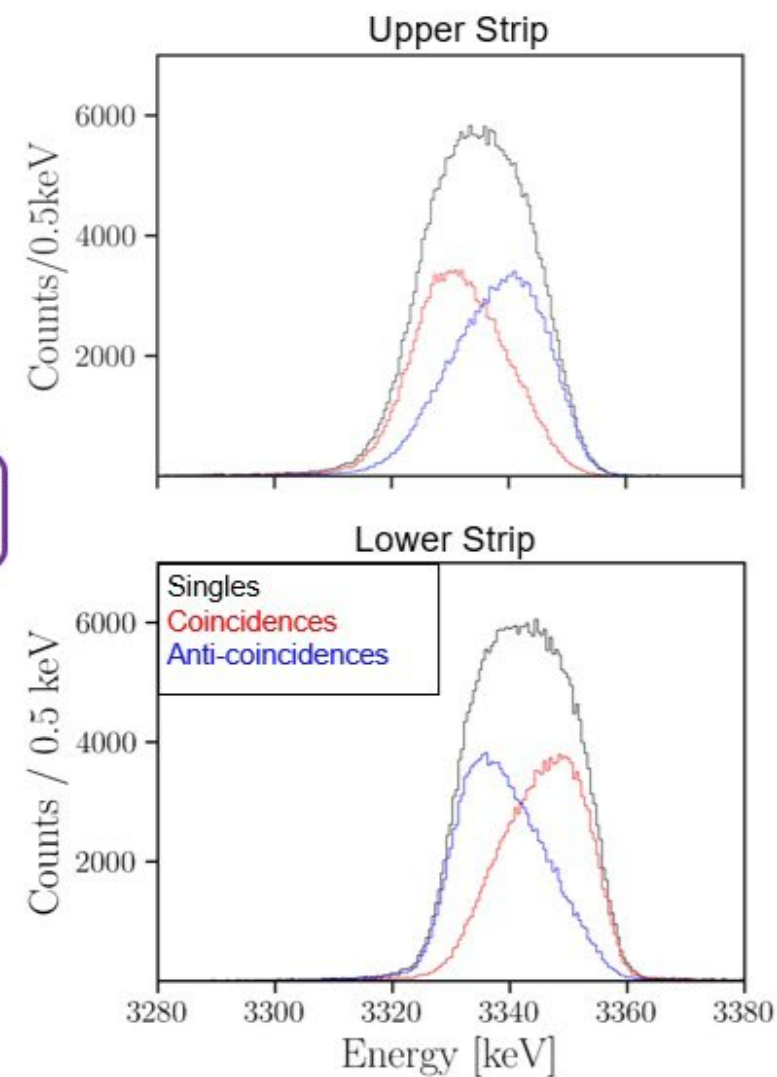 Upper Strip
6000
4000
2000
Counts/0.5keV
Lower Strip
Singles
Coincidences
Anti-coincidences
6000
4000
2000
Counts / 0.5 keV
3280 3300 3320 3340 3360 3380
Energy [keV]